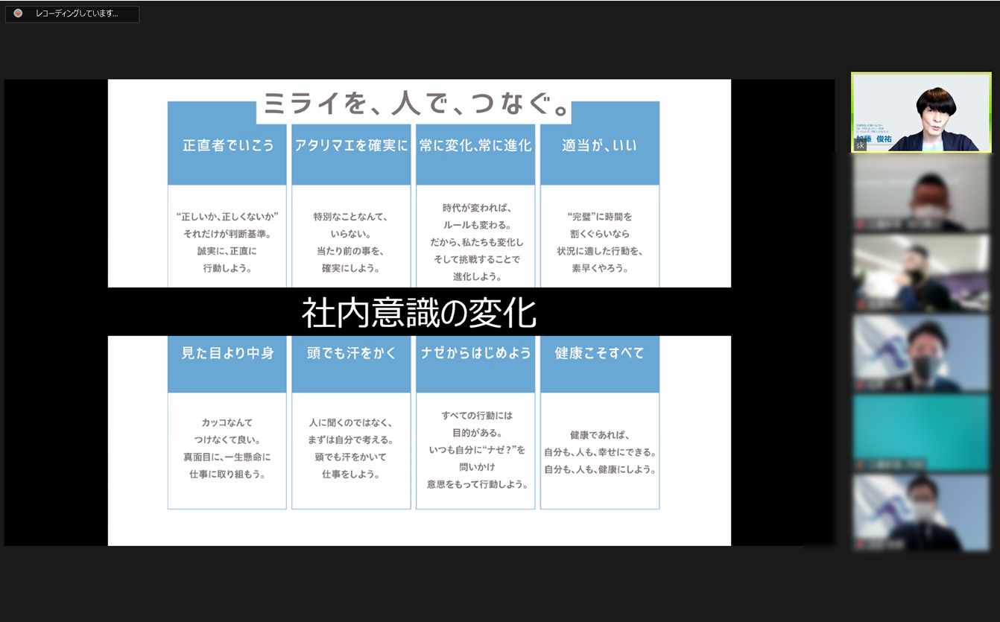 レコーディングしています...
ミライを、人で、つなぐ。
正直者でいこう
“正しいか、正しくないか”
それだけが判断基準。
誠実に、正直に
行動しよう。
アタリマエを確実に
特別なことなんて、
いらない。
当たり前の事を、
確実にしよう。
常に変化、常に進化
時代が変われば、
ルールも変わる。
だから、私たちも変化し
そして挑戦することで
進化しよう。
適当が、いい
“完璧”に時間を
割くぐらいなら
状況に適した行動を、
素早くやろう。
社内意識の変化
見た目より中身
カッコなんて
つけなくて良い。
真面目に、一生懸命に
仕事に取り組もう。
頭でも汗をかく
人に聞くのではなく、
まずは自分で考える。
頭でも汗をかいて
仕事をしよう。
ナゼからはじめよう
すべての行動には
目的がある。
いつも自分に“ナゼ？”を
問いかけ
意思をもって行動しよう。
健康こそすべて
健康であれば、
自分も、人も、幸せにできる。
自分も、人も、健康にしよう。
加藤 俊祐
sk